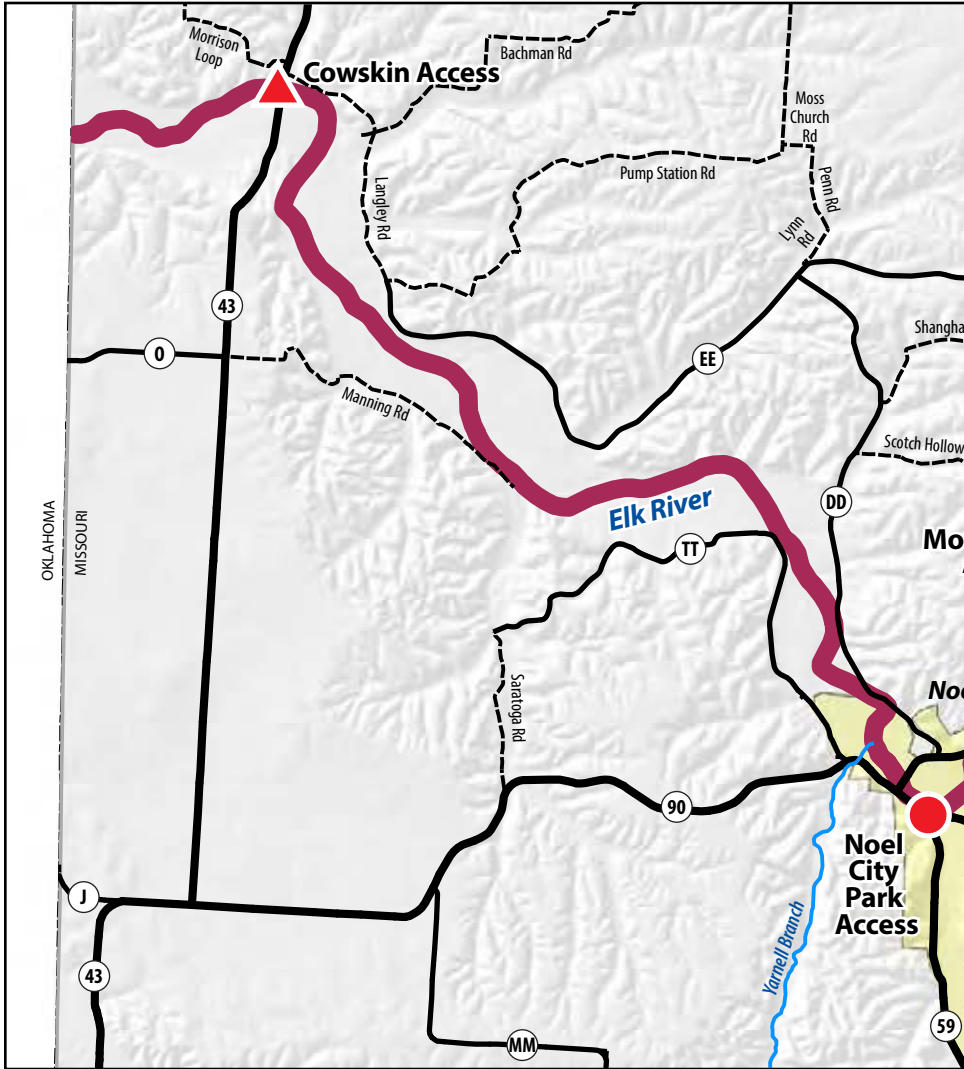 Morrison
Loop
Bachman Rd
Cowskin Access
Moss
Church
Rd
Pump Station Rd
Penn Rd
Langley Rd
Lynn
Rd
43
O
EE
Shangha
Manning Rd
Scotch Hollow
Elk River
DD
OKLAHOMA
MISSOURI
TT
Mo
Saratoga Rd
Noe
90
Noel
City
Park
Access
J
Yarnell Branch
43
59
MM